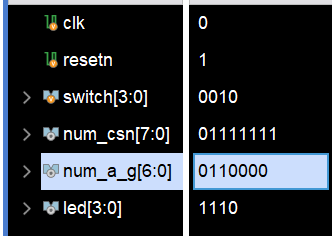 clk 0
resetn 1
switch[3:0] 0010
num_csn[7:0] 01111111
num_a_g[6:0] 0110000
led[3:0] 1110